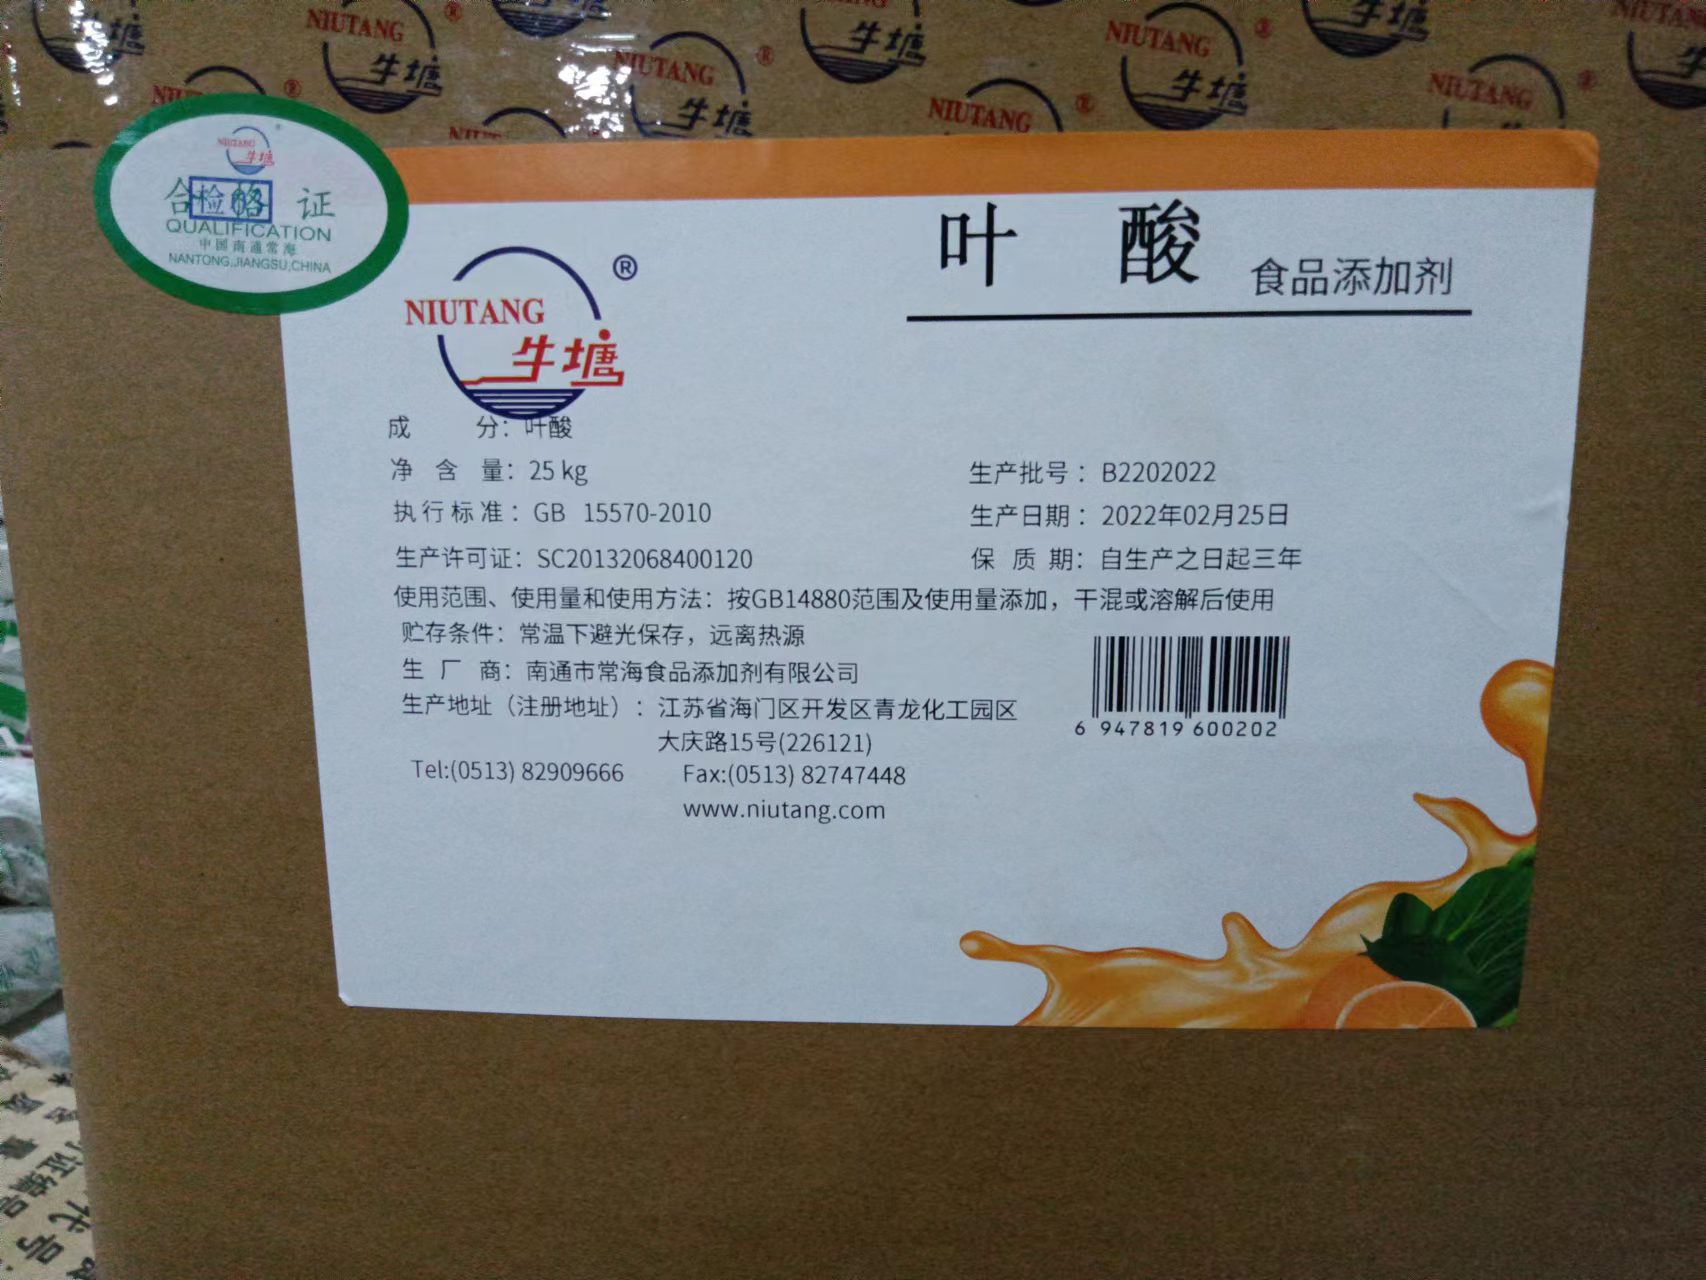 NIUTANG
牛塘
®
NIUTANG
牛塘
合格证
检 03
QUALIFICATION
中国南通常海
NANTONG,JIANGSU,CHINA
叶 酸 食品添加剂
NIUTANG ®
牛塘
成 分：叶酸
净 含 量：25 kg
生产批号：B2202022
执行标准：GB 15570-2010
生产日期：2022年02月25日
生产许可证：SC20132068400120
保 质 期：自生产之日起三年
使用范围、使用量和使用方法：按GB14880范围及使用量添加，干混或溶解后使用
贮存条件：常温下避光保存，远离热源
生 厂 商：南通市常海食品添加剂有限公司
生产地址（注册地址）：江苏省海门区开发区青龙化工园区
大庆路15号(226121)
6 947819 600202
Tel:(0513) 82909666 Fax:(0513) 82747448
www.niutang.com